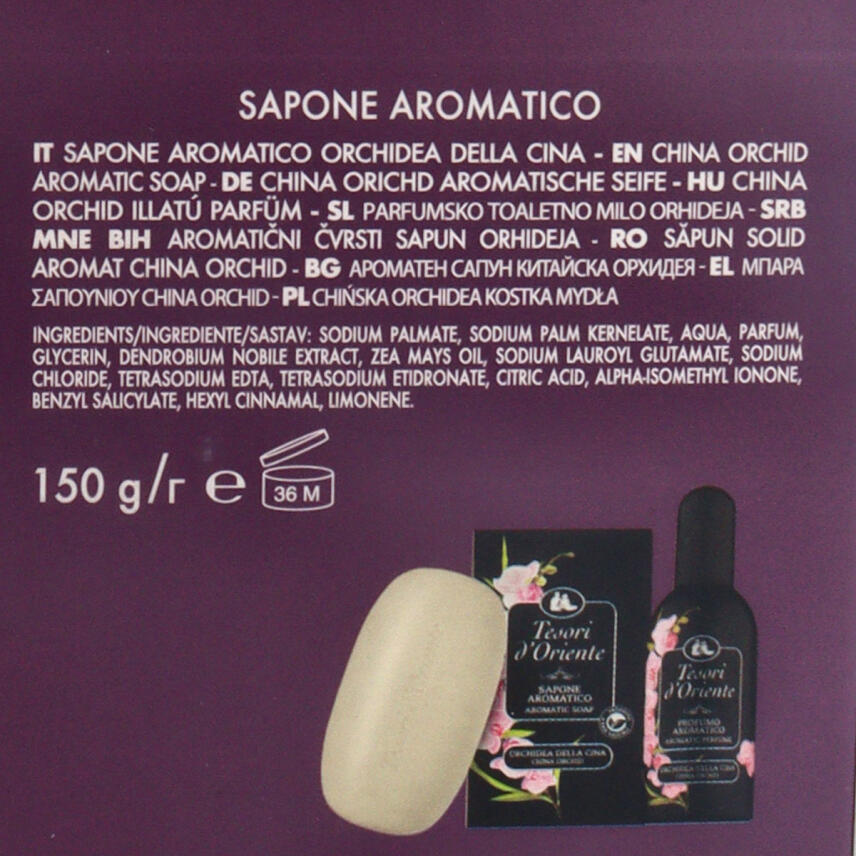 SAPONE AROMATICO
IT SAPONE AROMATICO ORCHIDEA DELLA CINA - EN CHINA ORCHID
AROMATIC SOAP - DE CHINA ORICHD AROMATISCHE SEIFE - HU CHINA
ORCHID ILLATÚ PARFÜM - SL PARFUMSKO TOALETNO MILO ORHIDEJA - SRB
MNE BIH AROMATIČNI ČVRSTI SAPUN ORHIDEJA - RO SĂPUN SOLID
AROMAT CHINA ORCHID - BG АРОМАТЕН САПУН КИТАЙСКА ОРХИДЕЯ - EL ΜΠΑΡΑ
ΣΑΠΟΥΝΙΟΥ CHINA ORCHID - PL CHIŃSKA ORCHIDEA KOSTKA MYDŁA
INGREDIENTS/INGREDIENTE/SASTAV: SODIUM PALMATE, SODIUM PALM KERNELATE, AQUA, PARFUM,
GLYCERIN, DENDROBIUM NOBILE EXTRACT, ZEA MAYS OIL, SODIUM LAUROYL GLUTAMATE, SODIUM
CHLORIDE, TETRASODIUM EDTA, TETRASODIUM ETIDRONATE, CITRIC ACID, ALPHA-ISOMETHYL IONONE,
BENZYL SALICYLATE, HEXYL CINNAMAL, LIMONENE.
150 g/г e 36 M
Tesori
d'Oriente
SAPONE
AROMATICO
AROMATIC SOAP
ORCHIDEA DELLA CINA
CHINA ORCHID
Tesori
d'Oriente
PROFUMO
AROMATICO
AROMATIC PERFUME
ORCHIDEA DELLA CINA
CHINA ORCHID